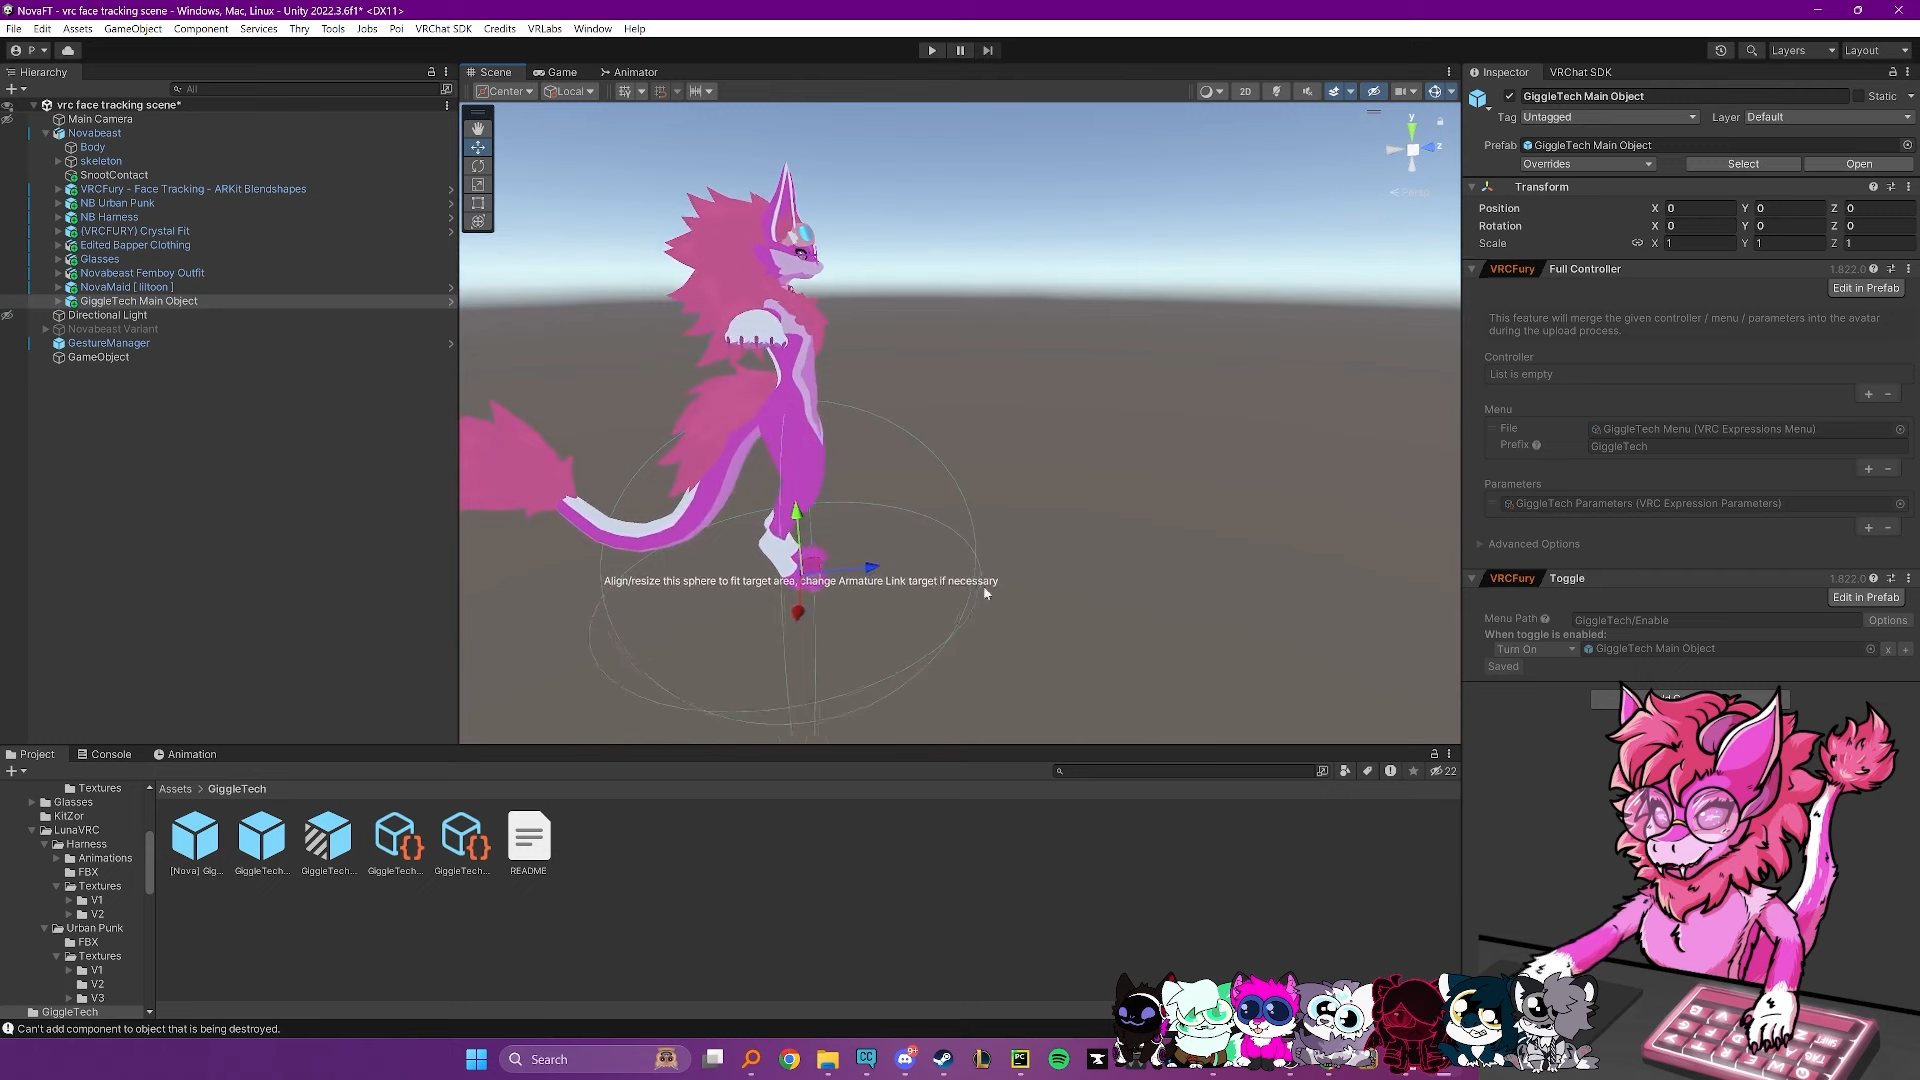 NovaFT - vrc face tracking scene - Windows, Mac, Linux - Unity 2022.3.6f1* <DX11>
File Edit Assets GameObject Component Services Thry Tools Jobs Poi VRChat SDK Credits VRLabs Window Help
P Layers Layout
Hierarchy
All
vrc face tracking scene*
Main Camera
Novabeast
Body
skeleton
SnootContact
VRCFury - Face Tracking - ARKit Blendshapes
NB Urban Punk
NB Harness
(VRCFURY) Crystal Fit
Edited Bapper Clothing
Glasses
Novabeast Femboy Outfit
NovaMaid [ liltoon ]
GiggleTech Main Object
Directional Light
Novabeast Variant
GestureManager
GameObject
Scene Game Animator
Center Local 2D
y
z
Persp
Align/resize this sphere to fit target area, change Armature Link target if necessary
Inspector VRChat SDK
GiggleTech Main Object Static
Tag Untagged Layer Default
Prefab GiggleTech Main Object
Overrides Select Open
Transform
Position X 0 Y 0 Z 0
Rotation X 0 Y 0 Z 0
Scale X 1 Y 1 Z 1
VRCFury Full Controller 1.822.0
Edit in Prefab
This feature will merge the given controller / menu / parameters into the avatar
during the upload process.
Controller
List is empty
Menu
File GiggleTech Menu (VRC Expressions Menu)
Prefix GiggleTech
Parameters
GiggleTech Parameters (VRC Expression Parameters)
Advanced Options
VRCFury Toggle 1.822.0
Edit in Prefab
Menu Path GiggleTech/Enable Options
When toggle is enabled:
Turn On GiggleTech Main Object x +
Saved
Project Console Animation
22
Textures
Glasses
KitZor
LunaVRC
Harness
Animations
FBX
Textures
V1
V2
Urban Punk
FBX
Textures
V1
V2
V3
GiggleTech
Assets > GiggleTech
[Nova] Gig... GiggleTech... GiggleTech... GiggleTech... GiggleTech... README
Can't add component to object that is being destroyed.
Search